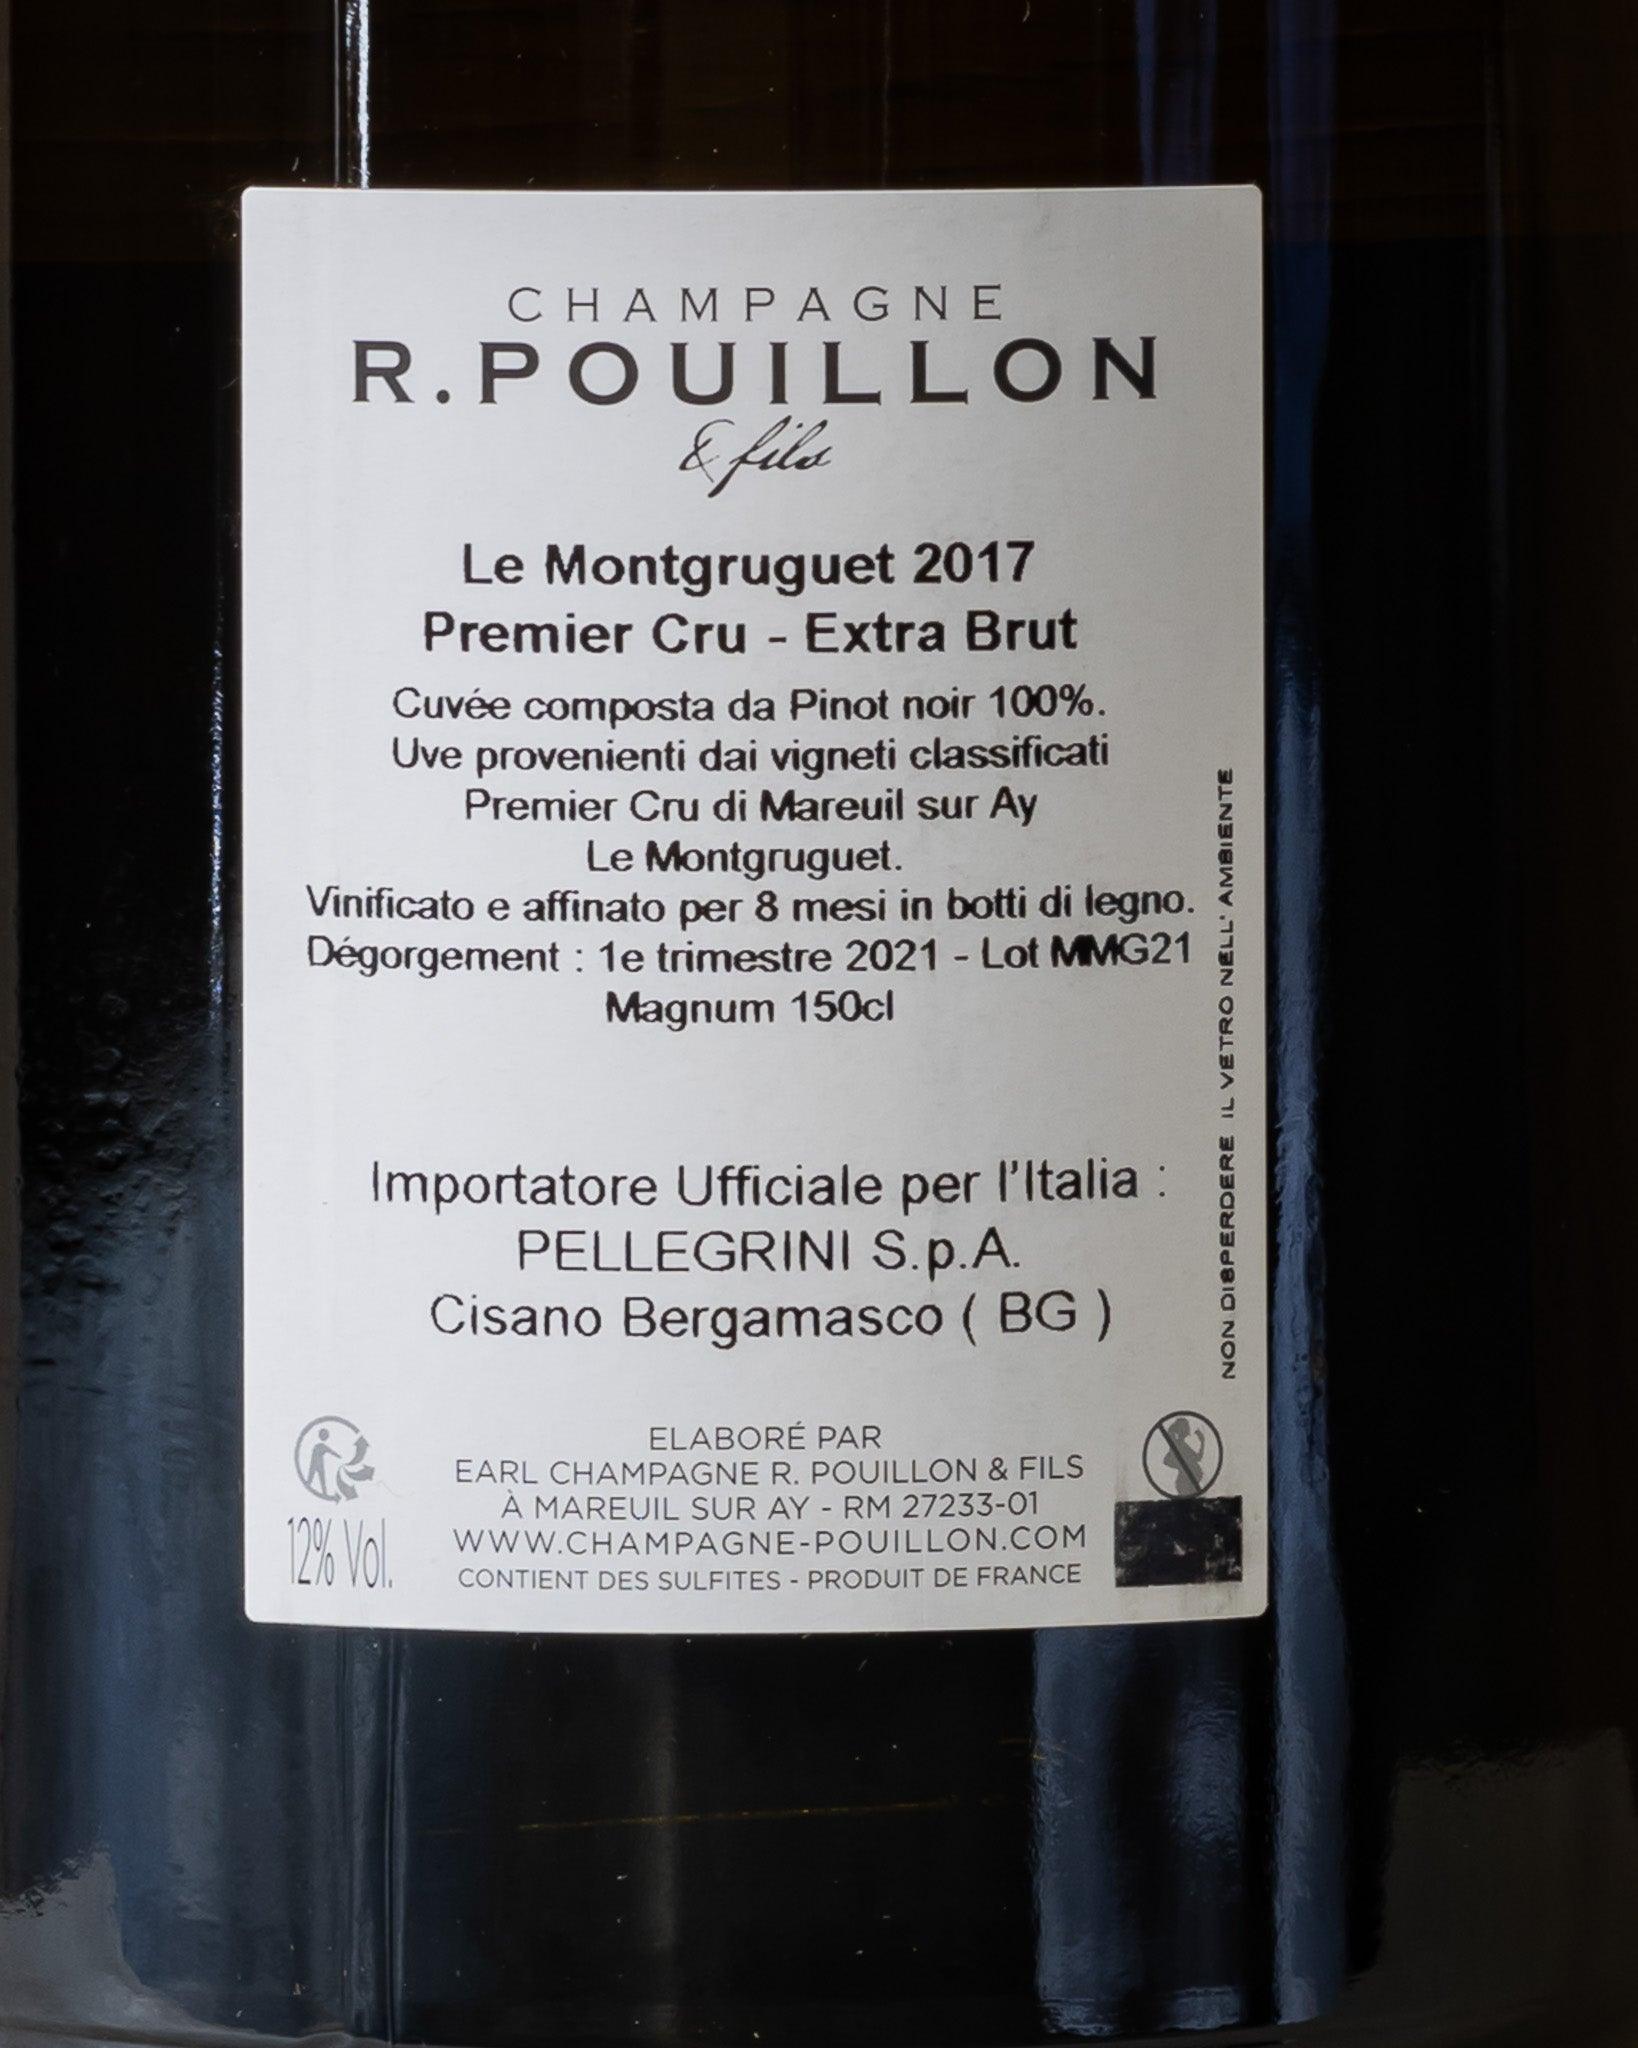 CHAMPAGNE
R.POUILLON
& fils
Le Montgruguet 2017
Premier Cru - Extra Brut
Cuvée composta da Pinot noir 100%.
Uve provenienti dai vigneti classificati
Premier Cru di Mareuil sur Ay
Le Montgruguet.
Vinificato e affinato per 8 mesi in botti di legno.
Dégorgement : 1e trimestre 2021 - Lot MMG21
Magnum 150cl
NON DISPERDERE IL VETRO NELL' AMBIENTE
Importatore Ufficiale per l'Italia :
PELLEGRINI S.p.A.
Cisano Bergamasco ( BG )
12% Vol.
ELABORÉ PAR
EARL CHAMPAGNE R. POUILLON & FILS
À MAREUIL SUR AY - RM 27233-01
WWW.CHAMPAGNE-POUILLON.COM
CONTIENT DES SULFITES - PRODUIT DE FRANCE